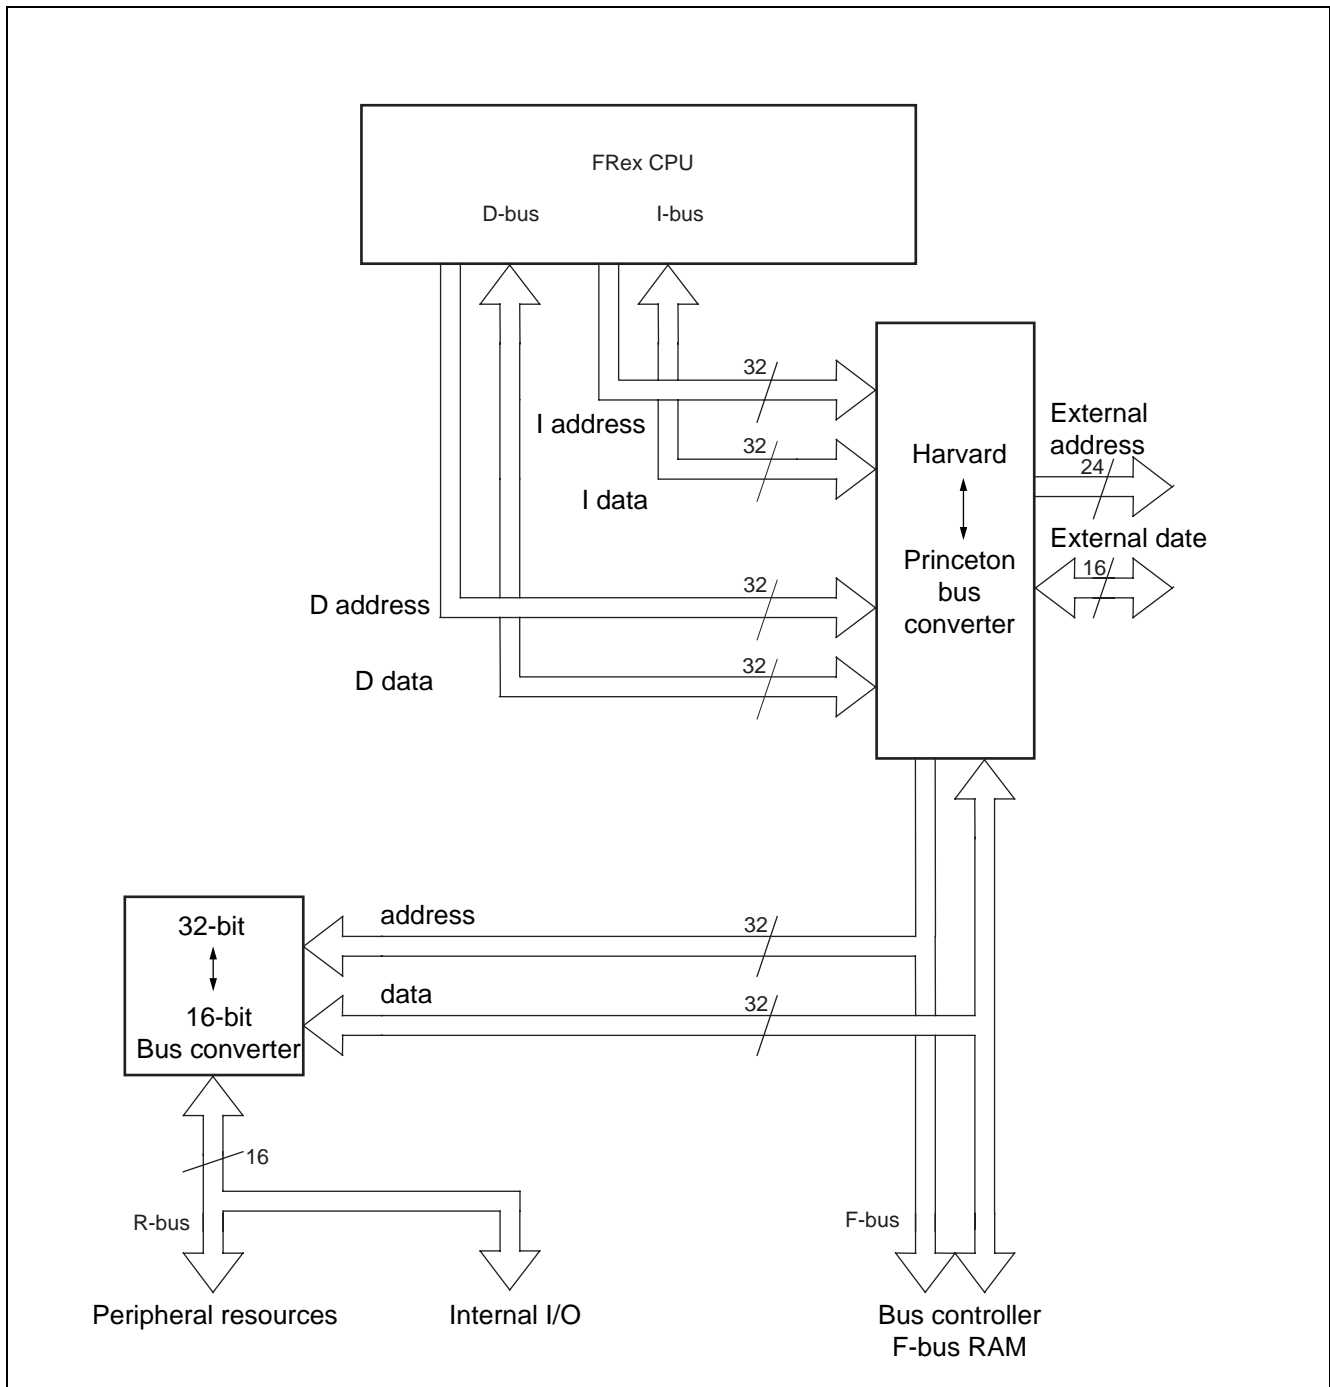 FRex CPU
D-bus
I-bus
32
I address
32
I data
External
address
24
Harvard
External date
16
Princeton
bus
converter
32
D address
32
D data
address
32
32-bit
data
32
16-bit
Bus converter
16
R-bus
F-bus
Peripheral resources
Internal I/O
Bus controller
F-bus RAM